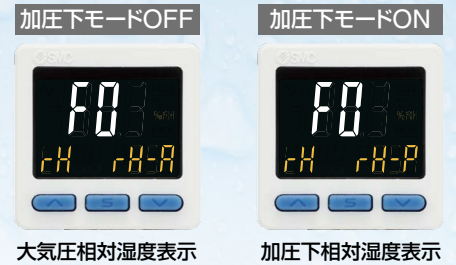 加圧下モードOFF
加圧下モードON
SMC
F0
%RH
rH rH-A
S
SMC
F0
%RH
rH rH-P
S
大気圧相対湿度表示
加圧下相対湿度表示